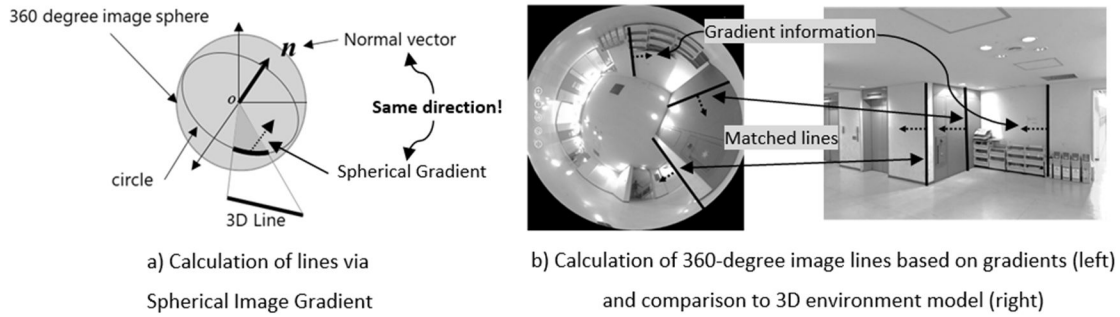 360 degree image sphere
n
Normal vector
o
Same direction!
Spherical Gradient
circle
3D Line
a) Calculation of lines via
Spherical Image Gradient
Gradient information
Matched lines
b) Calculation of 360-degree image lines based on gradients (left)
and comparison to 3D environment model (right)